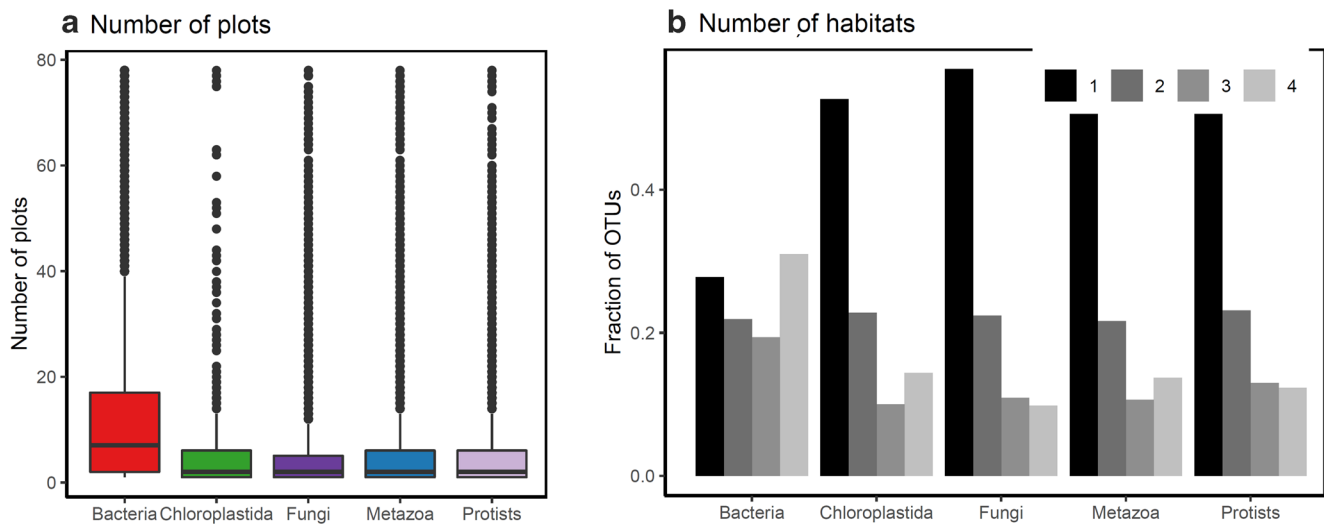 a Number of plots
Number of plots
80
60
40
20
0
Bacteria Chloroplastida Fungi Metazoa Protists
b Number of habitats
1 2 3 4
Fraction of OTUs
0.4
0.2
0.0
Bacteria Chloroplastida Fungi Metazoa Protists